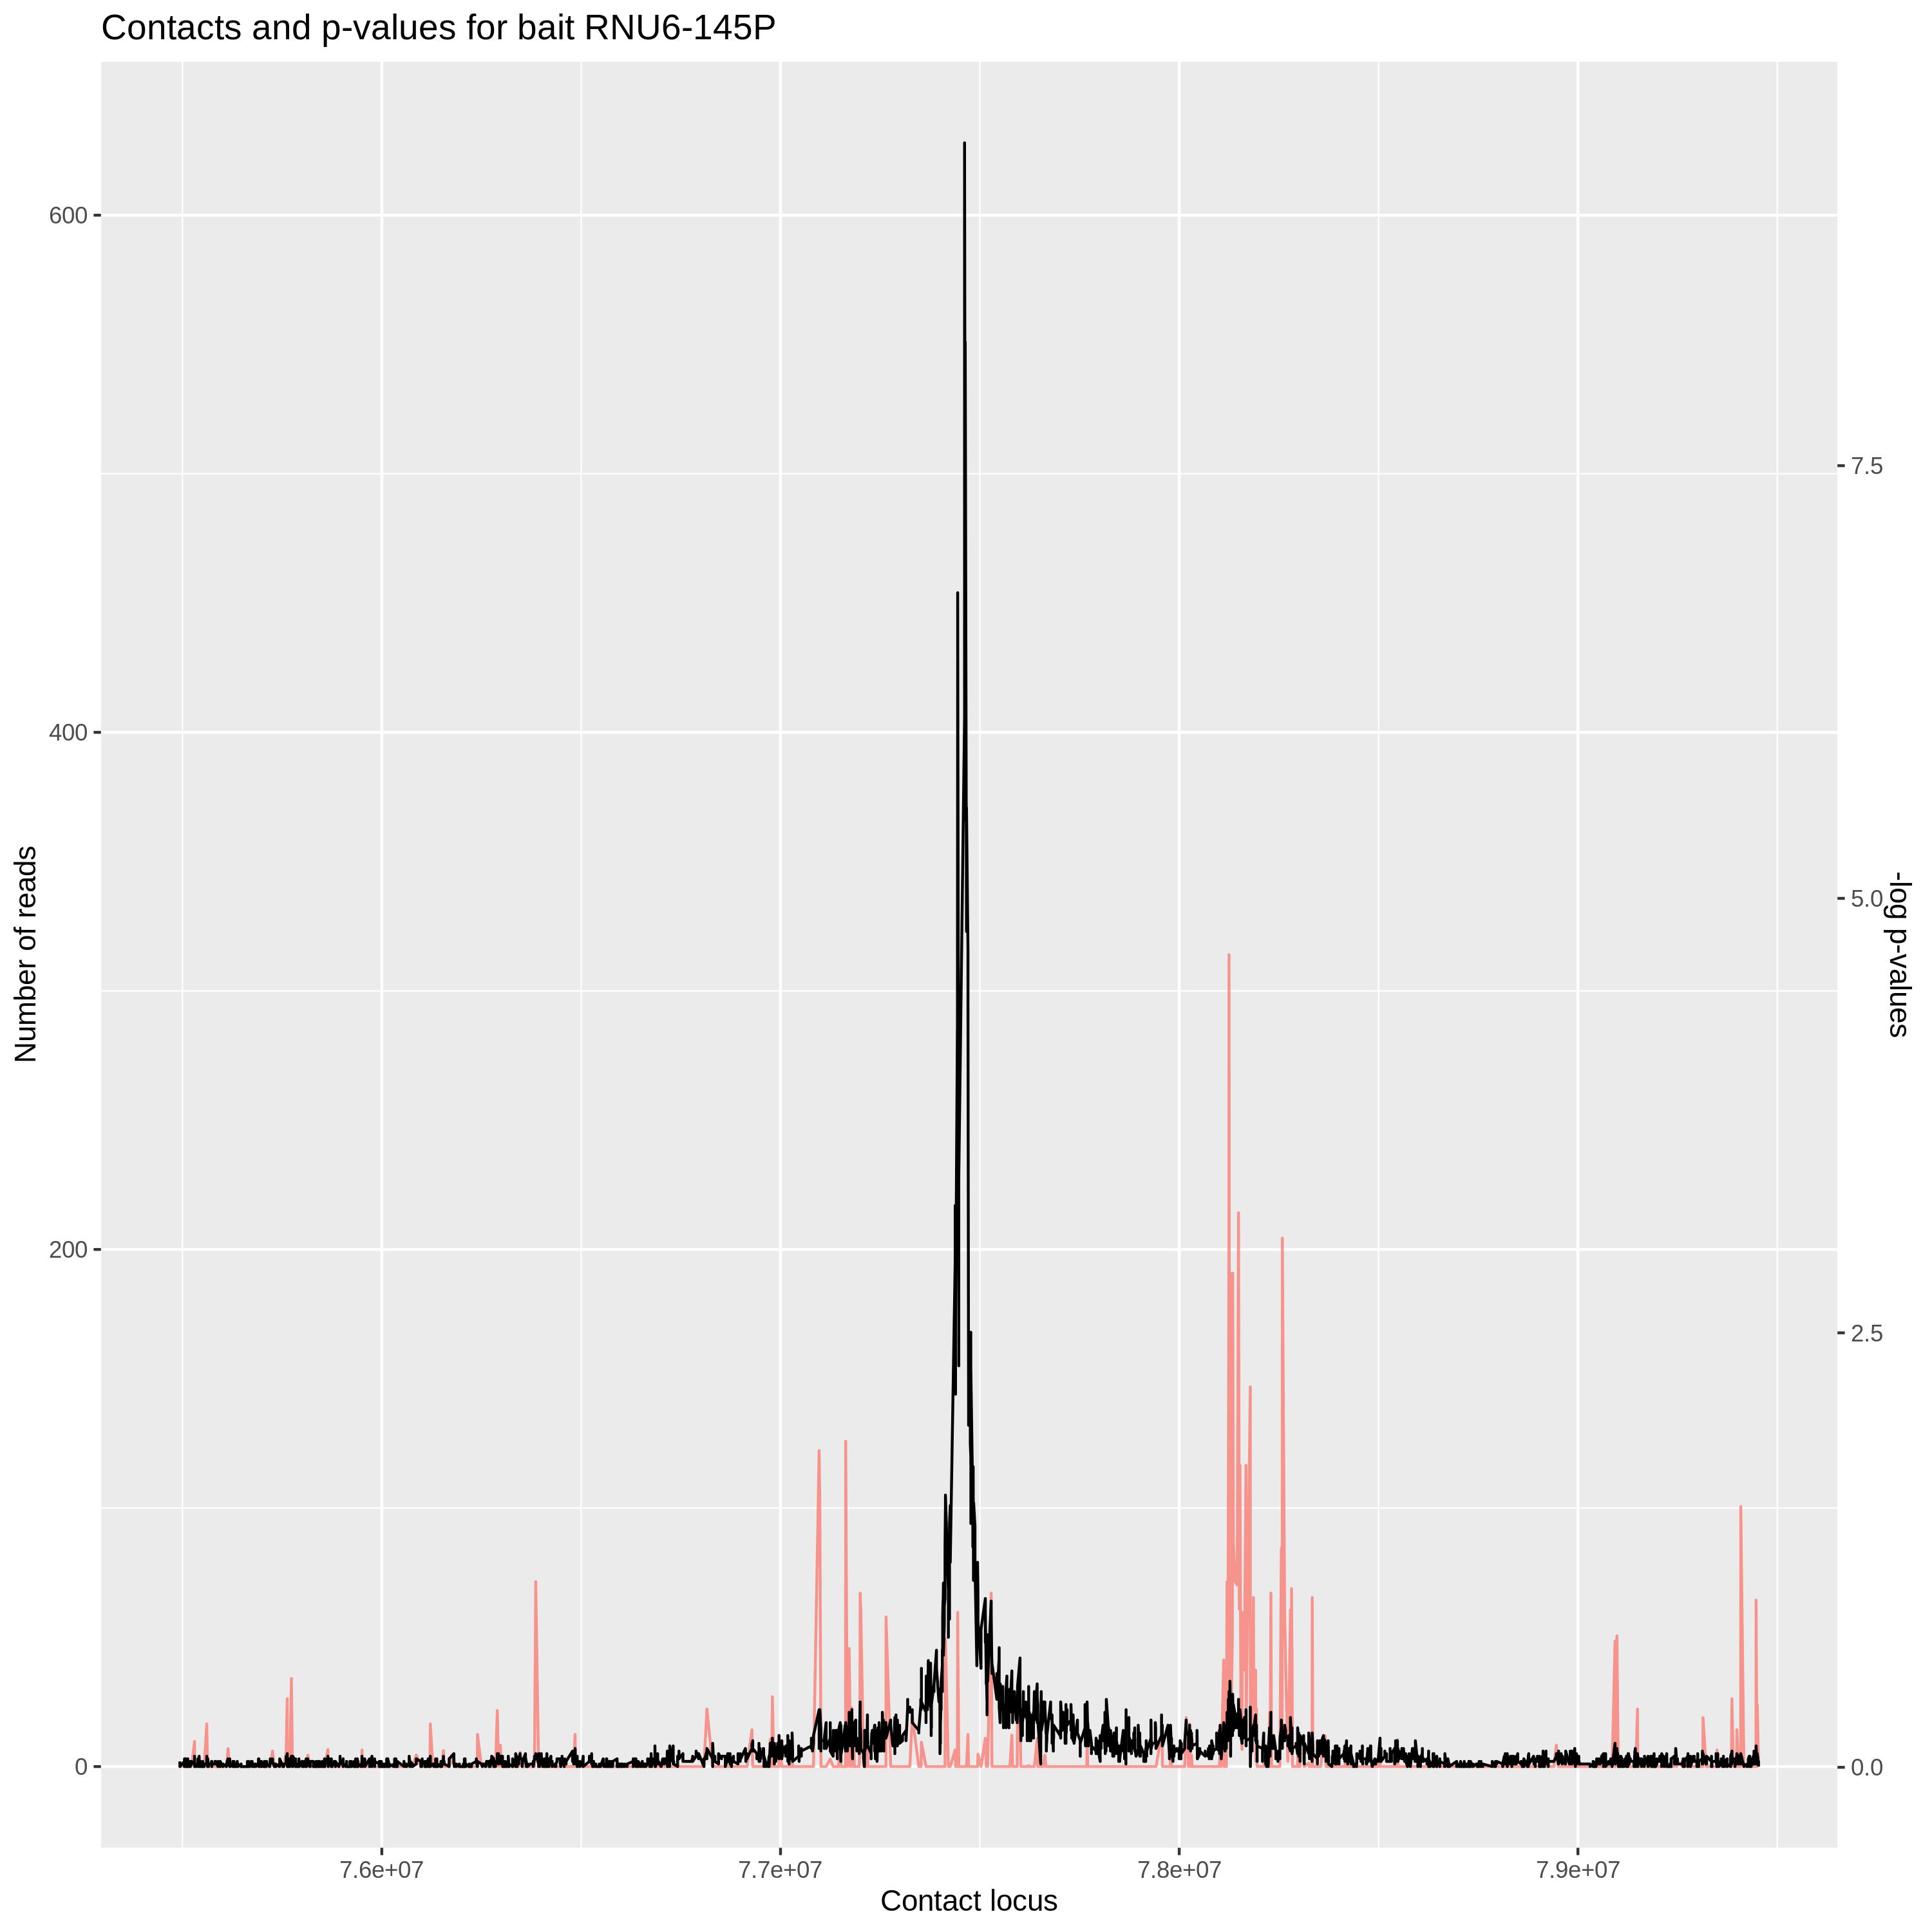 Contacts and p-values for bait RNU6-145P
600
400
200
0
Number of reads
7.5
5.0
2.5
0.0
-log p-values
7.6e+07
7.7e+07
7.8e+07
7.9e+07
Contact locus